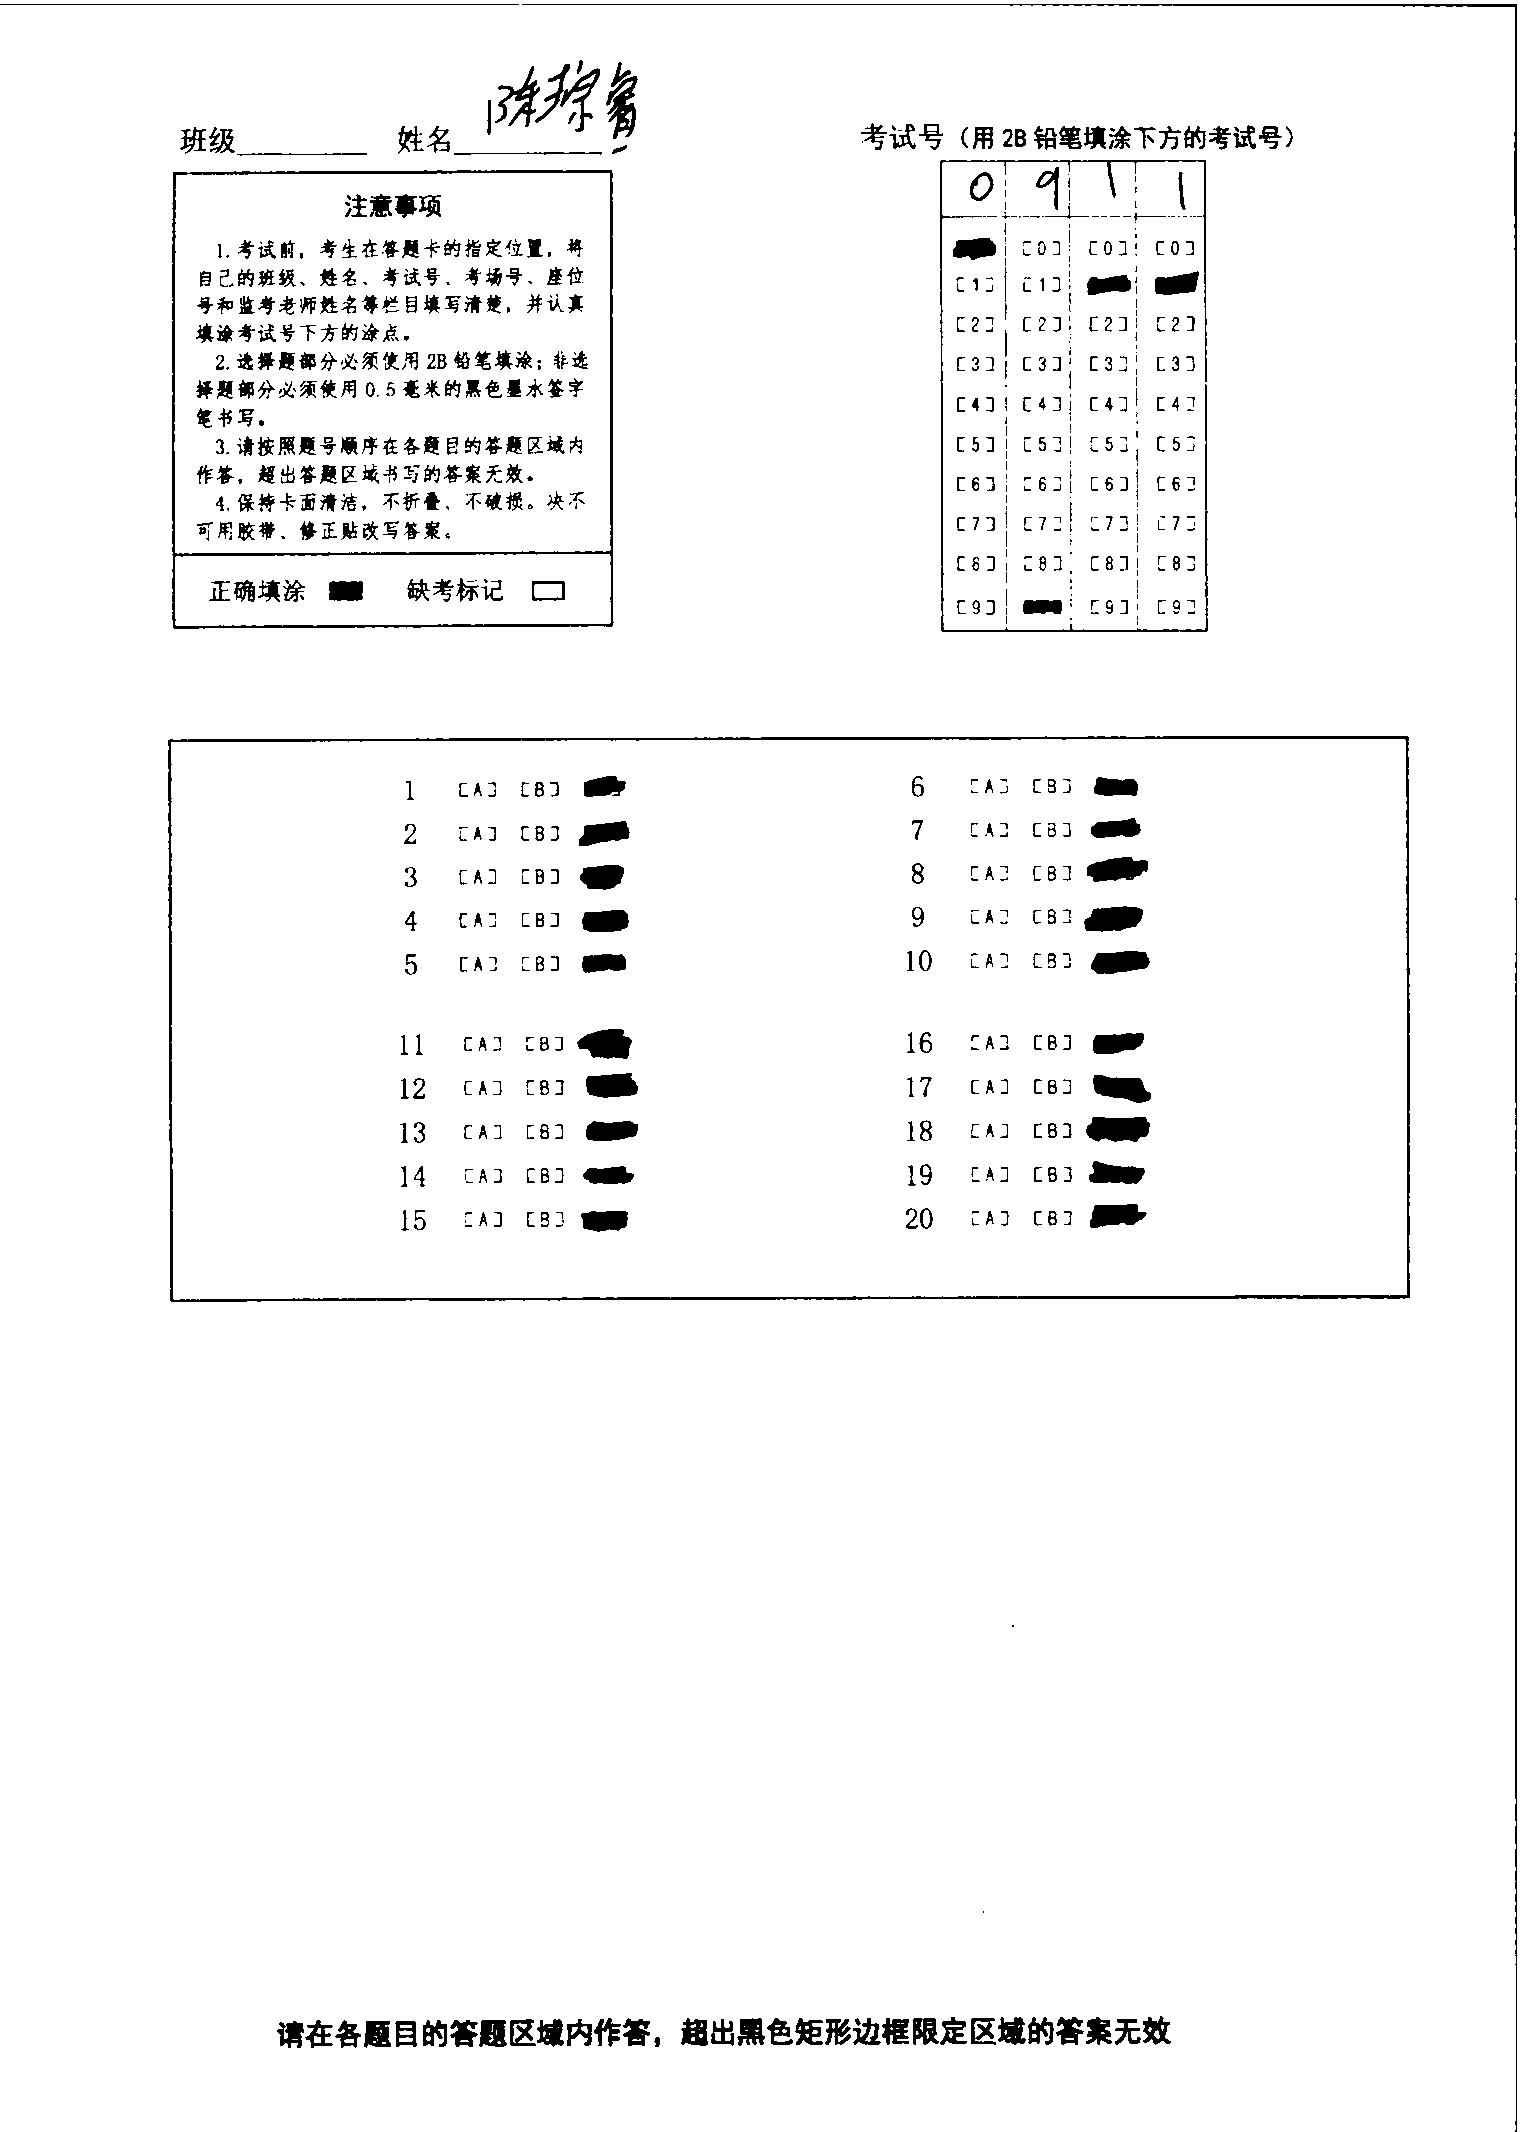 班级 姓名 陈琼
考试号（用2B铅笔填涂下方的考试号）
0 9 1 1
注意事项
1.考试前，考生在答题卡的指定位置，将
自己的班级、姓名、考试号、考场号、座位
号和监考老师姓名等栏目填写清楚，并认真
填涂考试号下方的涂点。
2.选择题部分必须使用2B铅笔填涂；非选
择题部分必须使用0.5毫米的黑色墨水签字
笔书写。
3.请按照题号顺序在各题目的答题区域内
作答，超出答题区域书写的答案无效。
4.保持卡面清洁，不折叠、不破损。决不
可用胶带、修正贴改写答案。
正确填涂 缺考标记
[0] [0] [0]
[1] [1]
[2] [2] [2] [2]
[3] [3] [3] [3]
[4] [4] [4] [4]
[5] [5] [5] [5]
[6] [6] [6] [6]
[7] [7] [7] [7]
[8] [8] [8] [8]
[9] [9] [9]
1 [A] [B]
2 [A] [B]
3 [A] [B]
4 [A] [B]
5 [A] [B]
6 [A] [B]
7 [A] [B]
8 [A] [B]
9 [A] [B]
10 [A] [B]
11 [A] [B]
12 [A] [B]
13 [A] [B]
14 [A] [B]
15 [A] [B]
16 [A] [B]
17 [A] [B]
18 [A] [B]
19 [A] [B]
20 [A] [B]
请在各题目的答题区域内作答，超出黑色矩形边框限定区域的答案无效